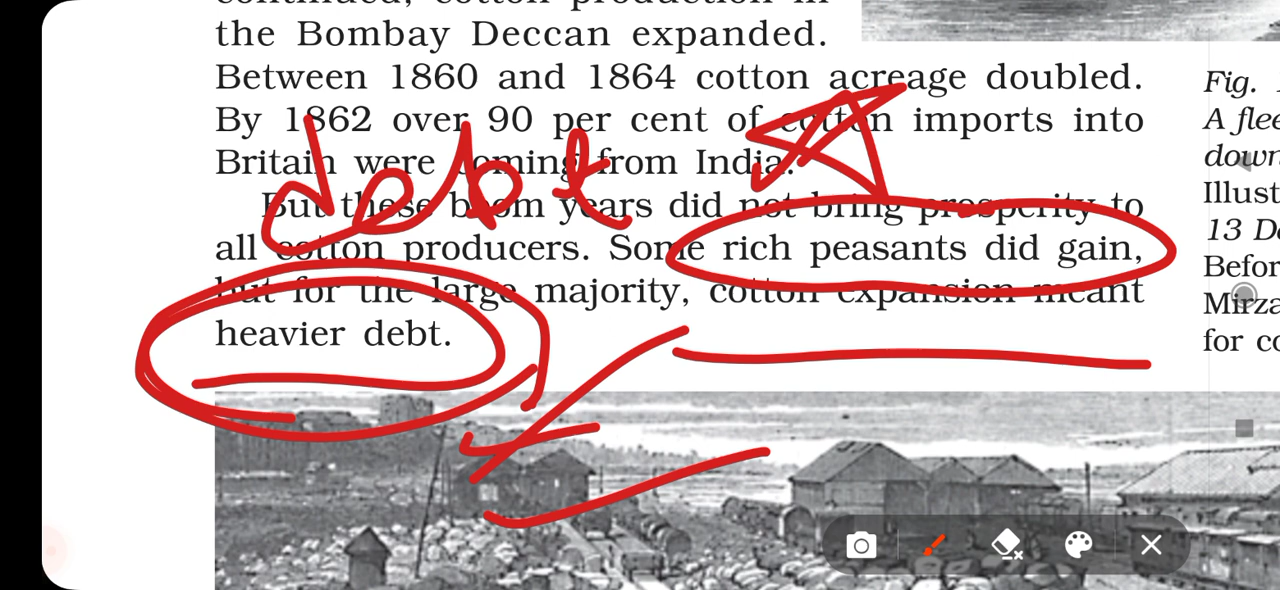 the Bombay Deccan expanded.
Between 1860 and 1864 cotton acreage doubled.
By 1862 over 90 per cent of cotton imports into
Britain were coming from India.
debt
But these boom years did not bring prosperity to
all cotton producers. Some rich peasants did gain,
but for the large majority, cotton expansion meant
heavier debt.
Fig.
A flee
down
Illust
13 De
Befor
Mirza
for co